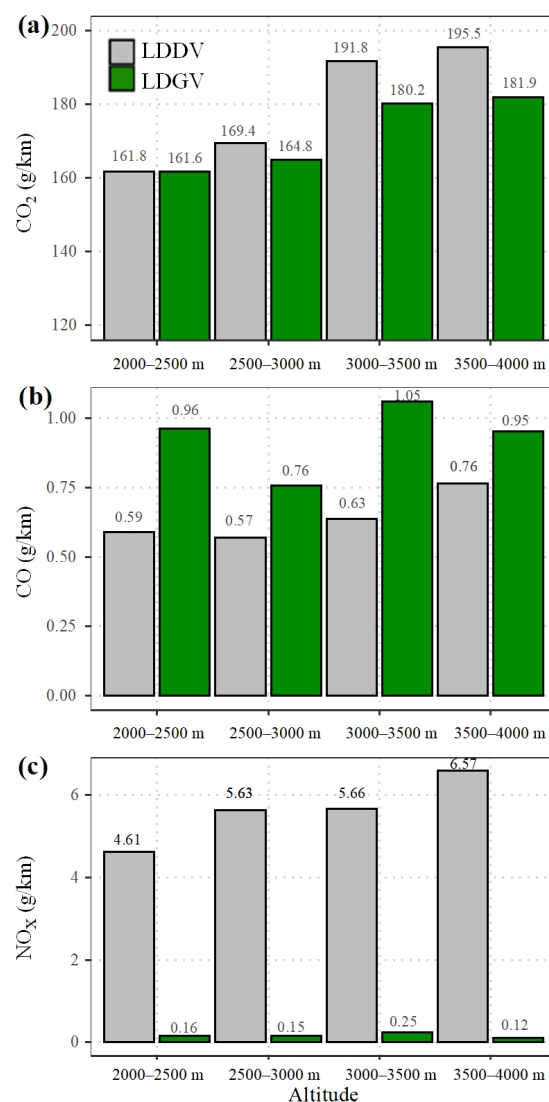 (a)
LDDV
LDGV
CO₂ (g/km)
200
180
160
140
120
161.8
161.6
169.4
164.8
191.8
180.2
195.5
181.9
2000–2500 m
2500–3000 m
3000–3500 m
3500–4000 m
(b)
CO (g/km)
1.00
0.75
0.50
0.25
0.00
0.59
0.96
0.57
0.76
0.63
1.05
0.76
0.95
2000–2500 m
2500–3000 m
3000–3500 m
3500–4000 m
(c)
NOₓ (g/km)
6
4
2
0
4.61
0.16
5.63
0.15
5.66
0.25
6.57
0.12
2000–2500 m
2500–3000 m
3000–3500 m
3500–4000 m
Altitude